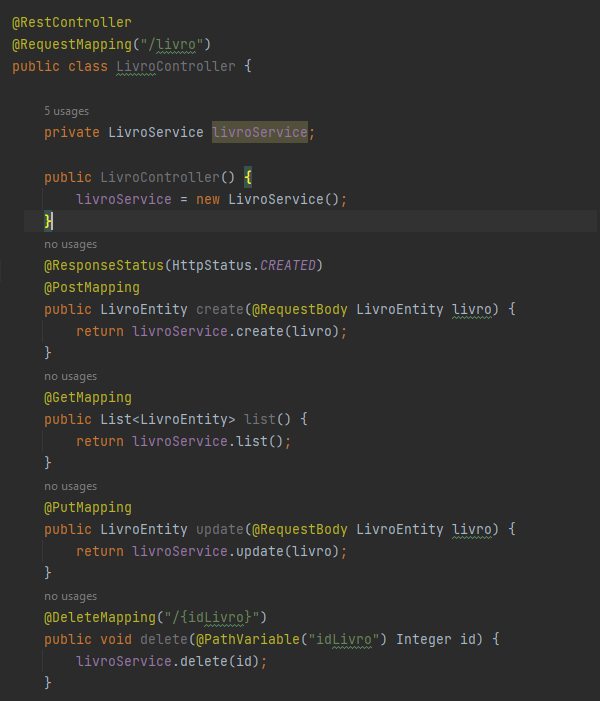 @RestController
@RequestMapping("/livro")
public class LivroController {
5 usages
private LivroService livroService;
public LivroController() {
livroService = new LivroService();
}
no usages
@ResponseStatus(HttpStatus.CREATED)
@PostMapping
public LivroEntity create(@RequestBody LivroEntity livro) {
return livroService.create(livro);
}
no usages
@GetMapping
public List<LivroEntity> list() {
return livroService.list();
}
no usages
@PutMapping
public LivroEntity update(@RequestBody LivroEntity livro) {
return livroService.update(livro);
}
no usages
@DeleteMapping("/{idLivro}")
public void delete(@PathVariable("idLivro") Integer id) {
livroService.delete(id);
}